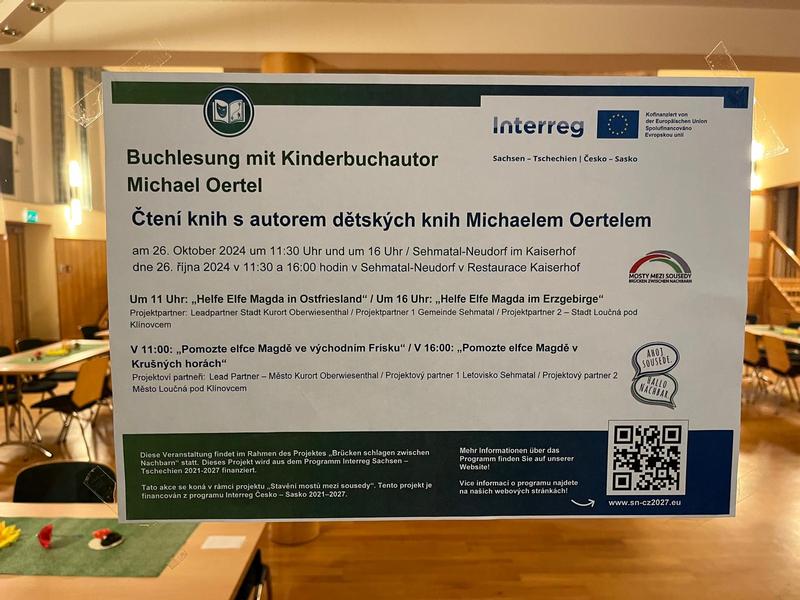 Interreg
Kofinanziert von
der Europäischen Union
Spolufinancováno
Evropskou unií
Sachsen – Tschechien | Česko – Sasko
Buchlesung mit Kinderbuchautor
Michael Oertel
Čtení knih s autorem dětských knih Michaelem Oertelem
am 26. Oktober 2024 um 11:30 Uhr und um 16 Uhr / Sehmatal-Neudorf im Kaiserhof
dne 26. října 2024 v 11:30 a 16:00 hodin v Sehmatal-Neudorf v Restaurace Kaiserhof
MOSTY MEZI SOUSEDY
BRÜCKEN ZWISCHEN NACHBARN
Um 11 Uhr: „Helfe Elfe Magda in Ostfriesland“ / Um 16 Uhr: „Helfe Elfe Magda im Erzgebirge“
Projektpartner: Leadpartner Stadt Kurort Oberwiesenthal / Projektpartner 1 Gemeinde Sehmatal / Projektpartner 2 – Stadt Loučná pod
Klínovcem
V 11:00: „Pomozte elfce Magdě ve východním Frísku“ / V 16:00: „Pomozte elfce Magdě v
Krušných horách“
Projektoví partneři: Lead Partner – Město Kurort Oberwiesenthal / Projektový partner 1 Letovisko Sehmatal / Projektový partner 2
Město Loučná pod Klínovcem
AHOJ
SOUSEDE.
HALLO
NACHBAR.
Diese Veranstaltung findet im Rahmen des Projektes „Brücken schlagen zwischen
Nachbarn“ statt. Dieses Projekt wird aus dem Programm Interreg Sachsen –
Tschechien 2021-2027 finanziert.
Tato akce se koná v rámci projektu „Stavění mostů mezi sousedy“. Tento projekt je
financován z programu Interreg Česko – Sasko 2021–2027.
Mehr Informationen über das
Programm finden Sie auf unserer
Website!
Více informací o programu najdete
na našich webových stránkách!
www.sn-cz2027.eu